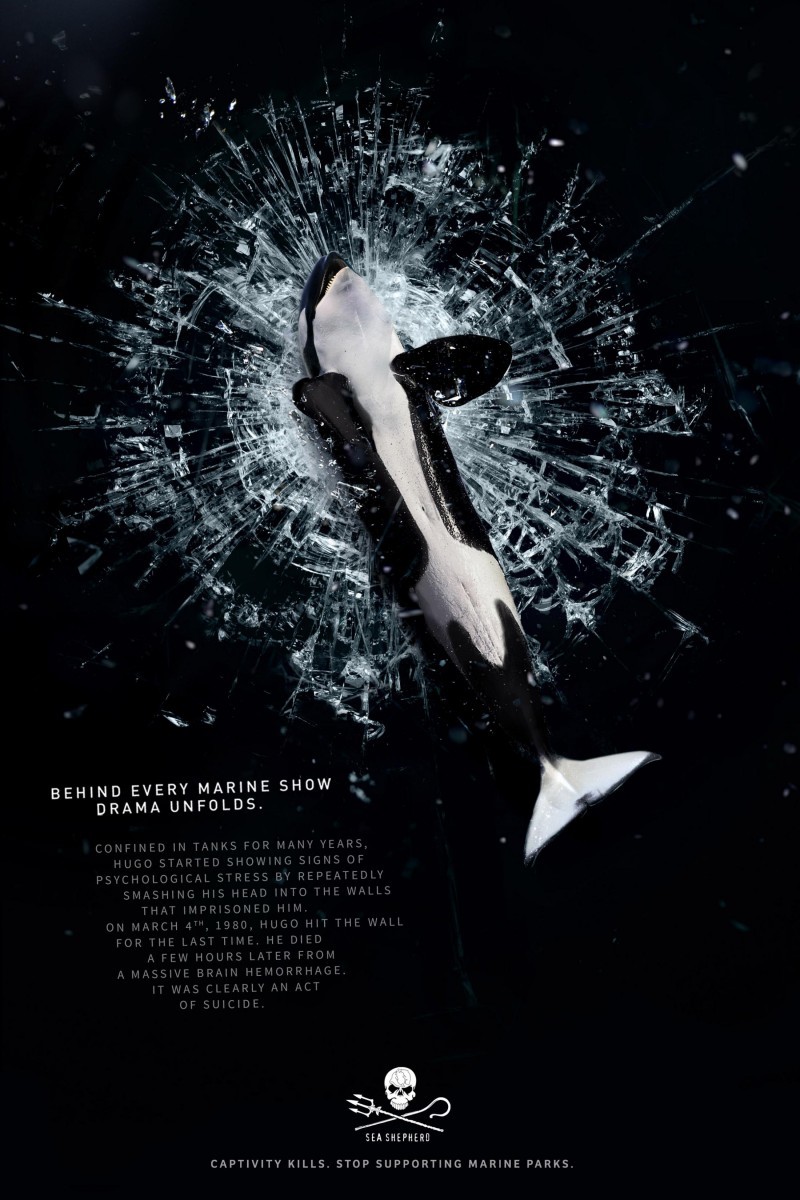 BEHIND EVERY MARINE SHOW
DRAMA UNFOLDS.
CONFINED IN TANKS FOR MANY YEARS,
HUGO STARTED SHOWING SIGNS OF
PSYCHOLOGICAL STRESS BY REPEATEDLY
SMASHING HIS HEAD INTO THE WALLS
THAT IMPRISONED HIM.
ON MARCH 4TH, 1980, HUGO HIT THE WALL
FOR THE LAST TIME. HE DIED
A FEW HOURS LATER FROM
A MASSIVE BRAIN HEMORRHAGE.
IT WAS CLEARLY AN ACT
OF SUICIDE.
SEA SHEPHERD
CAPTIVITY KILLS. STOP SUPPORTING MARINE PARKS.